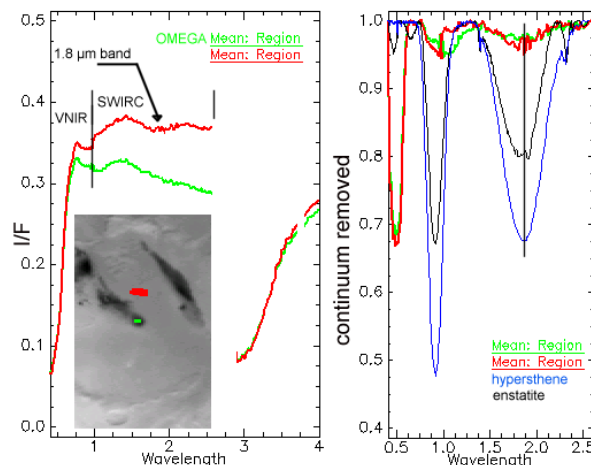 0.5
0.4
0.3
0.2
0.1
0.0
I/F
1.8 µm band
OMEGA Mean: Region
Mean: Region
VNIR
SWIRC
1
2
3
4
Wavelength
1.0
0.9
0.8
0.7
0.6
0.5
0.4
continuum removed
Mean: Region
Mean: Region
hypersthene
enstatite
0.5
1.0
1.5
2.0
2.5
Wavelength